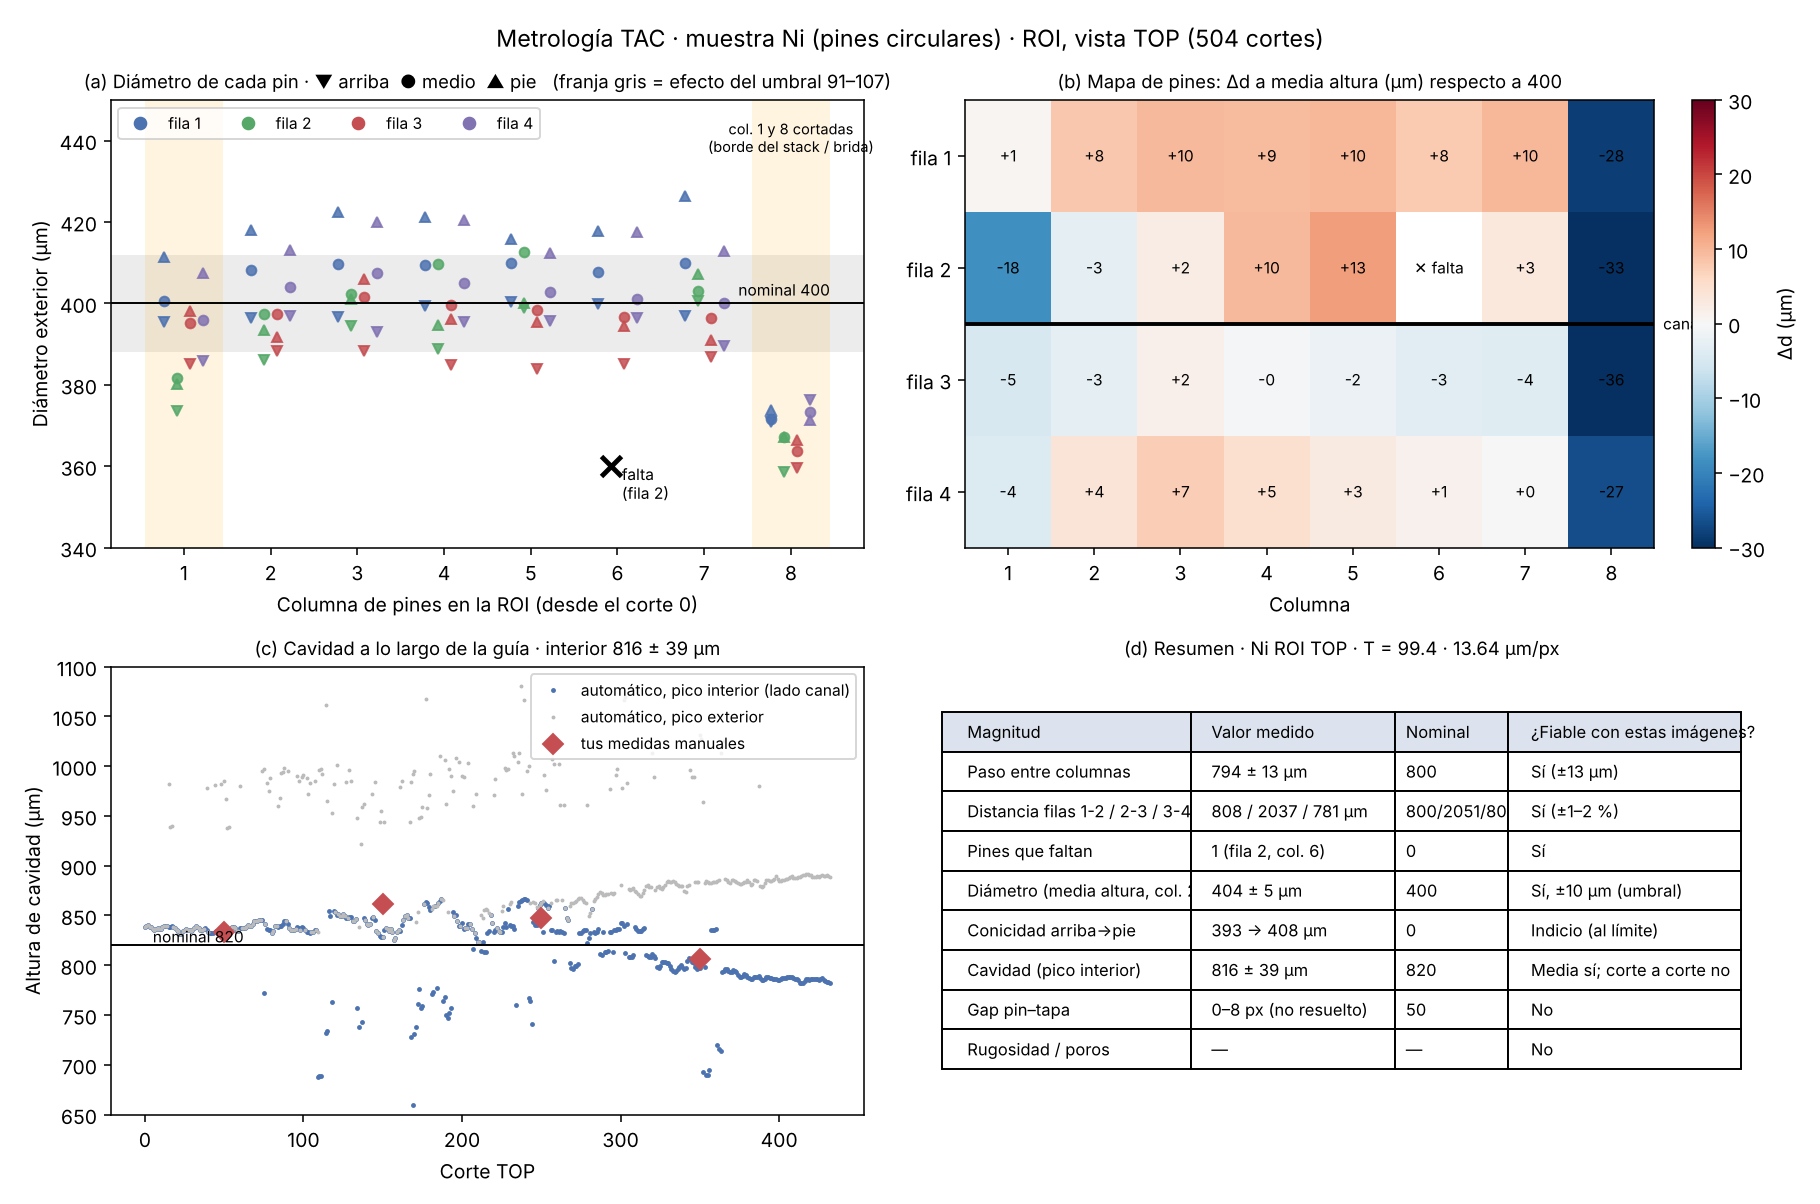 Metrología TAC · muestra Ni (pines circulares) · ROI, vista TOP (504 cortes)
(a) Diámetro de cada pin · ▼ arriba ● medio ▲ pie (franja gris = efecto del umbral 91–107)
fila 1 fila 2 fila 3 fila 4
col. 1 y 8 cortadas
(borde del stack / brida)
nominal 400
falta
(fila 2)
Diámetro exterior (μm)
440
420
400
380
360
340
1 2 3 4 5 6 7 8
Columna de pines en la ROI (desde el corte 0)
(b) Mapa de pines: Δd a media altura (μm) respecto a 400
fila 1 +1 +8 +10 +9 +10 +8 +10 -28
fila 2 -18 -3 +2 +10 +13 × falta +3 -33
fila 3 -5 -3 +2 -0 -2 -3 -4 -36
fila 4 -4 +4 +7 +5 +3 +1 +0 -27
1 2 3 4 5 6 7 8
Columna
30
20
10
0
−10
−20
−30
Δd (μm)
(c) Cavidad a lo largo de la guía · interior 816 ± 39 μm
automático, pico interior (lado canal)
automático, pico exterior
tus medidas manuales
nominal 820
Altura de cavidad (μm)
1100
1050
1000
950
900
850
800
750
700
650
0 100 200 300 400
Corte TOP
(d) Resumen · Ni ROI TOP · T = 99.4 · 13.64 μm/px
Magnitud Valor medido Nominal ¿Fiable con estas imágenes?
Paso entre columnas 794 ± 13 μm 800 Sí (±13 μm)
Distancia filas 1-2 / 2-3 / 3-4 808 / 2037 / 781 μm 800/2051/80 Sí (±1–2 %)
Pines que faltan 1 (fila 2, col. 6) 0 Sí
Diámetro (media altura, col. 404 ± 5 μm 400 Sí, ±10 μm (umbral)
Conicidad arriba→pie 393 → 408 μm 0 Indicio (al límite)
Cavidad (pico interior) 816 ± 39 μm 820 Media sí; corte a corte no
Gap pin–tapa 0–8 px (no resuelto) 50 No
Rugosidad / poros — — No